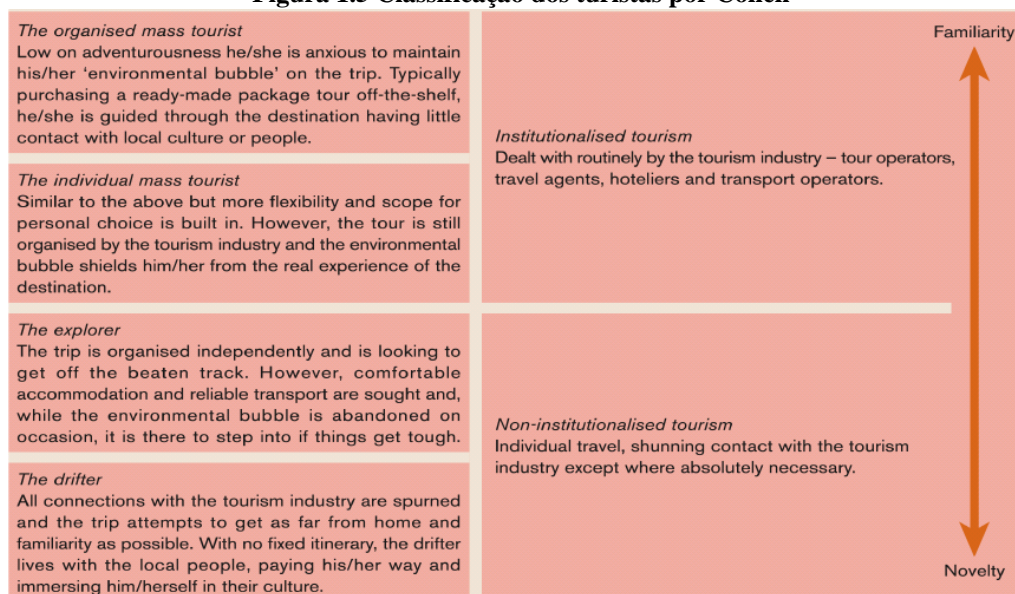 Figura 1.5 Classificação dos turistas por Cohen
The organised mass tourist
Low on adventurousness he/she is anxious to maintain
his/her ‘environmental bubble’ on the trip. Typically
purchasing a ready-made package tour off-the-shelf,
he/she is guided through the destination having little
contact with local culture or people.
The individual mass tourist
Similar to the above but more flexibility and scope for
personal choice is built in. However, the tour is still
organised by the tourism industry and the environmental
bubble shields him/her from the real experience of the
destination.
The explorer
The trip is organised independently and is looking to
get off the beaten track. However, comfortable
accommodation and reliable transport are sought and,
while the environmental bubble is abandoned on
occasion, it is there to step into if things get tough.
The drifter
All connections with the tourism industry are spurned
and the trip attempts to get as far from home and
familiarity as possible. With no fixed itinerary, the drifter
lives with the local people, paying his/her way and
immersing him/herself in their culture.
Institutionalised tourism
Dealt with routinely by the tourism industry – tour operators,
travel agents, hoteliers and transport operators.
Non-institutionalised tourism
Individual travel, shunning contact with the tourism
industry except where absolutely necessary.
Familiarity
Novelty